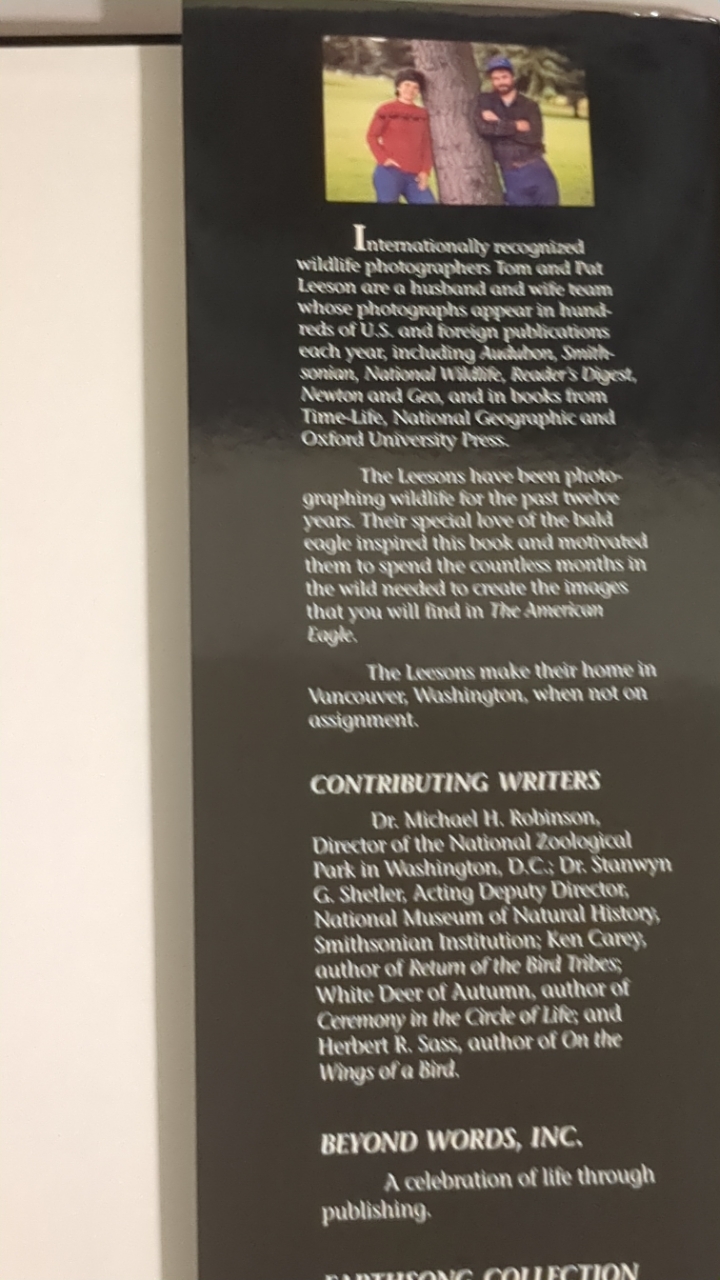 Internationally recognized
wildlife photographers Tom and Pat
Leeson are a husband and wife team
whose photographs appear in hund-
reds of U.S. and foreign publications
each year, including Audubon, Smith-
sonian, National Wildlife, Reader's Digest,
Newton and Geo, and in books from
Time-Life, National Geographic and
Oxford University Press.
The Leesons have been photo-
graphing wildlife for the past twelve
years. Their special love of the bald
eagle inspired this book and motivated
them to spend the countless months in
the wild needed to create the images
that you will find in The American
Eagle.
The Leesons make their home in
Vancouver, Washington, when not on
assignment.
CONTRIBUTING WRITERS
Dr. Michael H. Robinson,
Director of the National Zoological
Park in Washington, D.C.; Dr. Stanwyn
G. Shetler, Acting Deputy Director,
National Museum of Natural History,
Smithsonian Institution; Ken Carey,
author of Return of the Bird Tribes;
White Deer of Autumn, author of
Ceremony in the Circle of Life; and
Herbert R. Sass, author of On the
Wings of a Bird.
BEYOND WORDS, INC.
A celebration of life through
publishing.
EARTHSONG COLLECTION